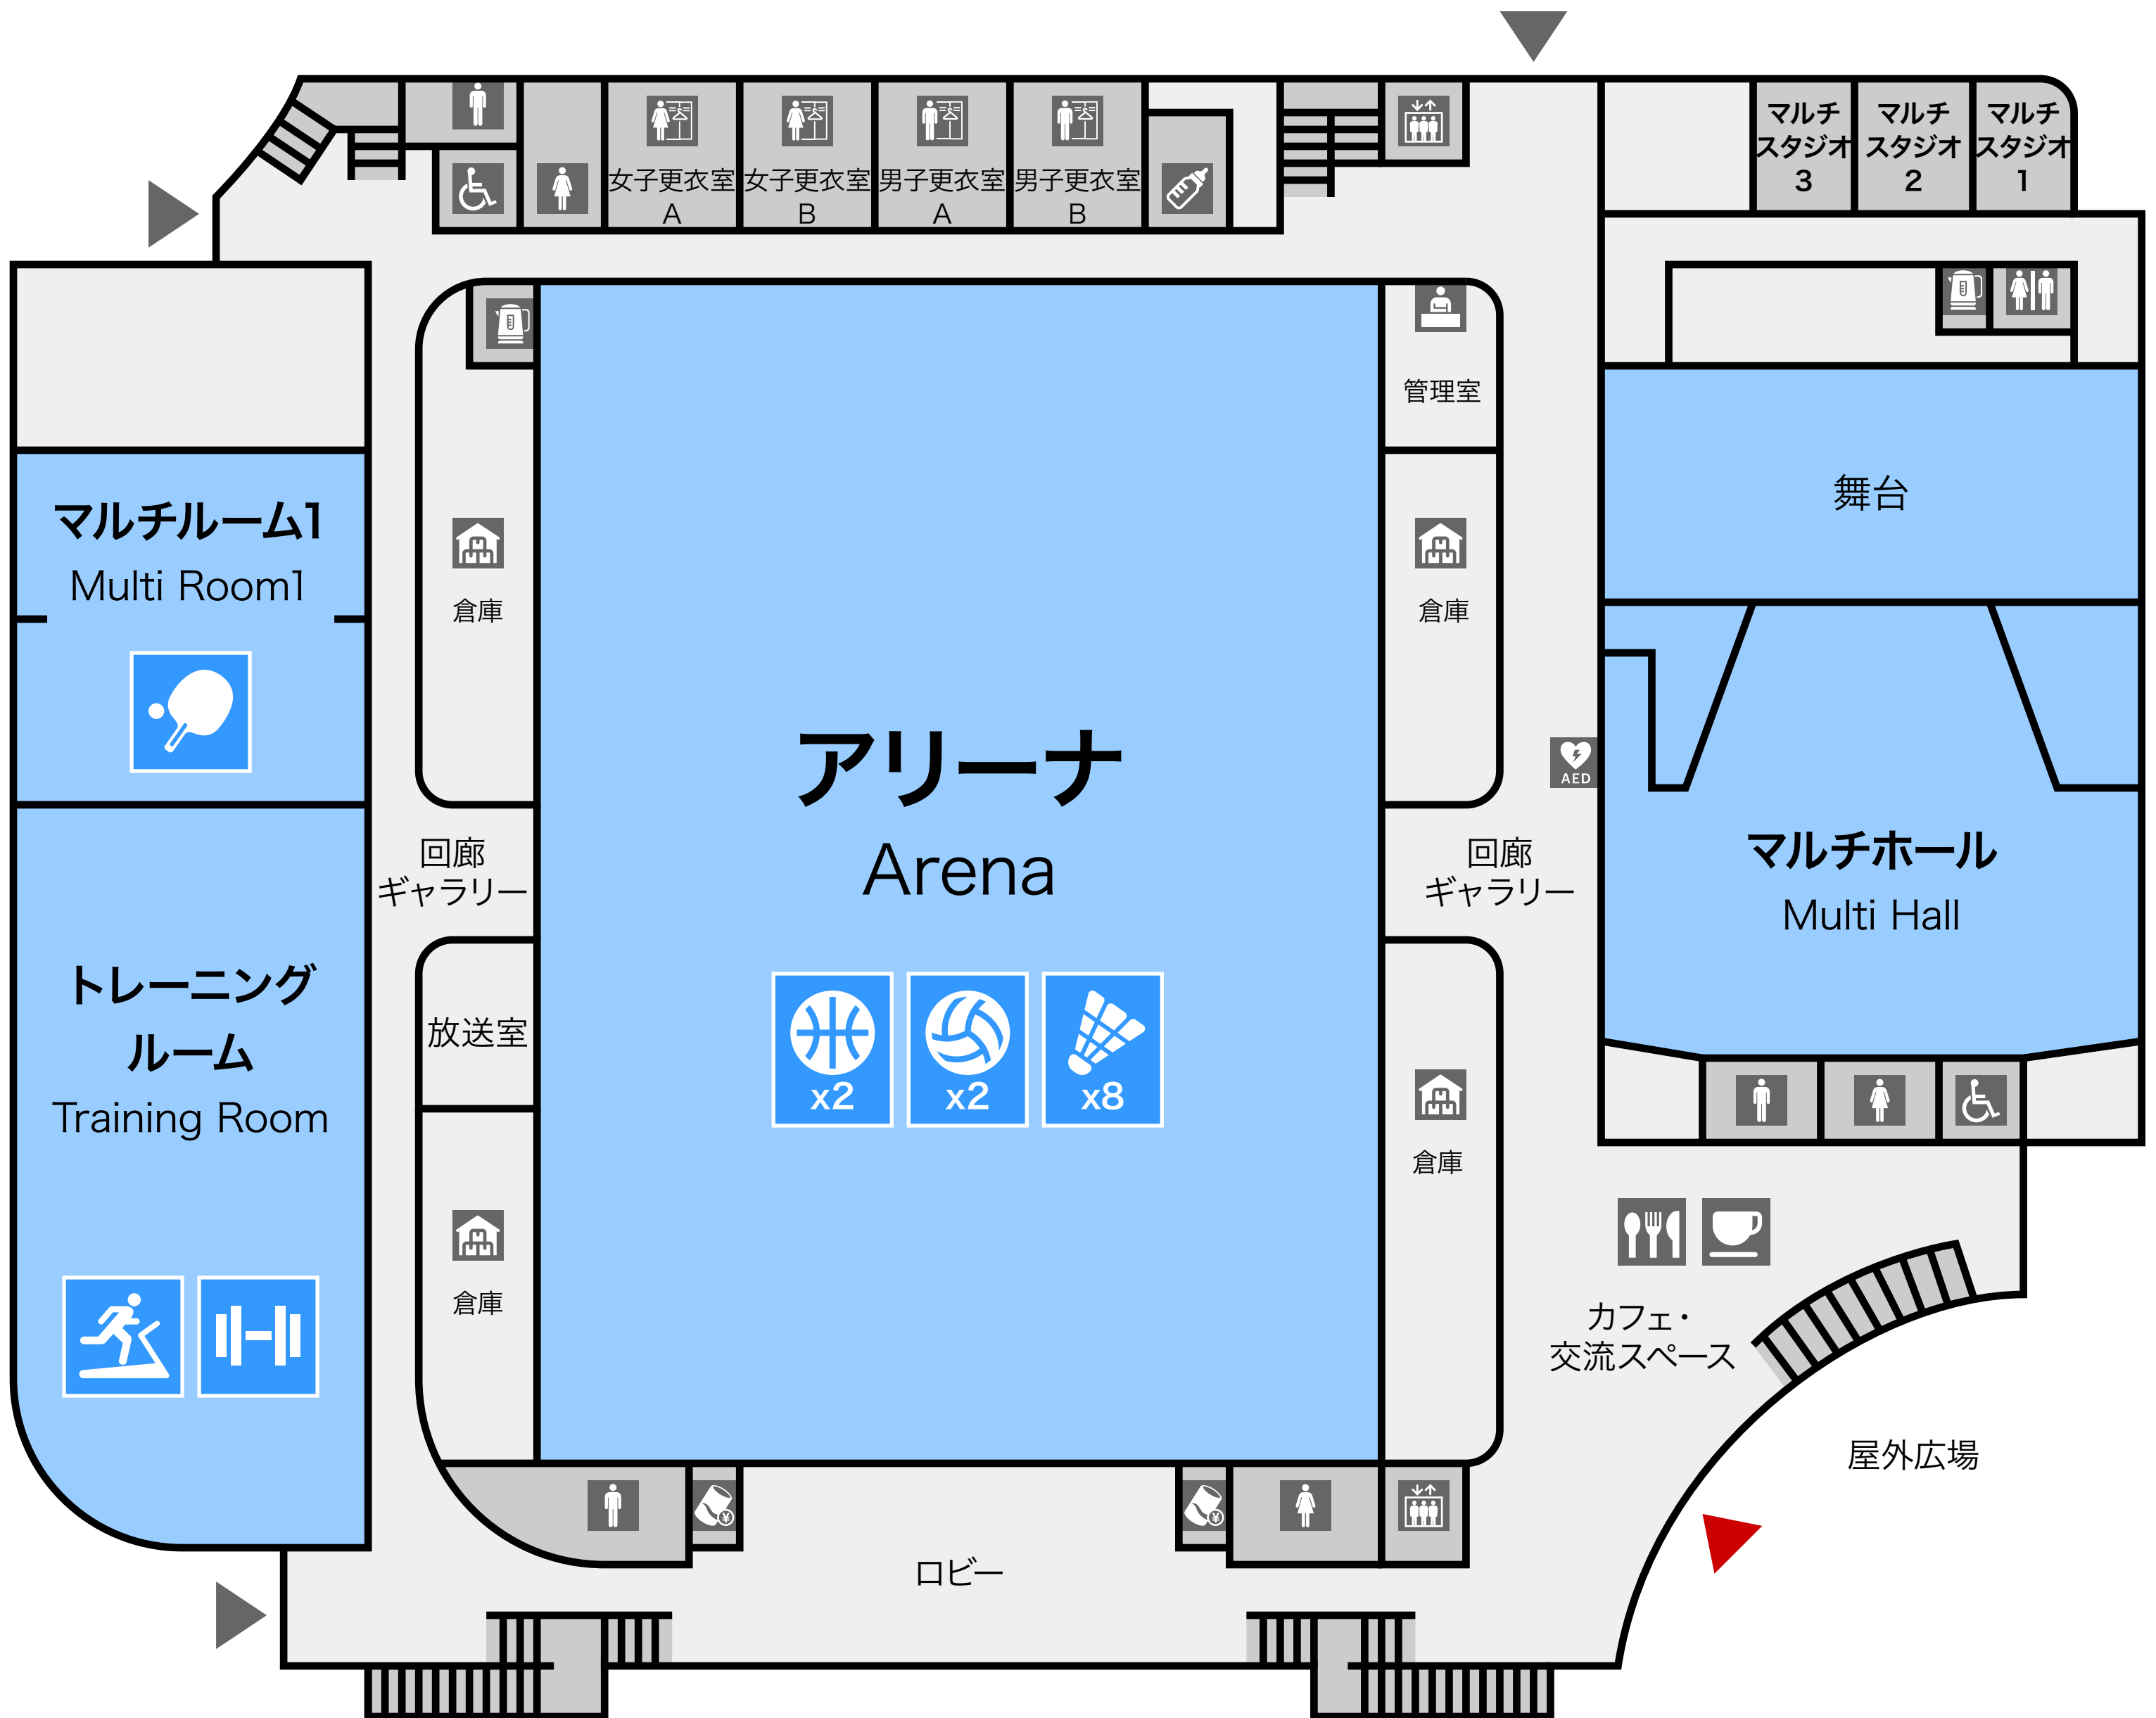 マルチ
スタジオ
3
マルチ
スタジオ
2
マルチ
スタジオ
1
女子更衣室
A
女子更衣室
B
男子更衣室
A
男子更衣室
B
管理室
舞台
マルチルーム1
Multi Room1
倉庫
倉庫
アリーナ
Arena
x2
x2
x8
AED
回廊
ギャラリー
回廊
ギャラリー
マルチホール
Multi Hall
トレーニング
ルーム
Training Room
放送室
倉庫
倉庫
カフェ・
交流スペース
屋外広場
¥
¥
ロビー